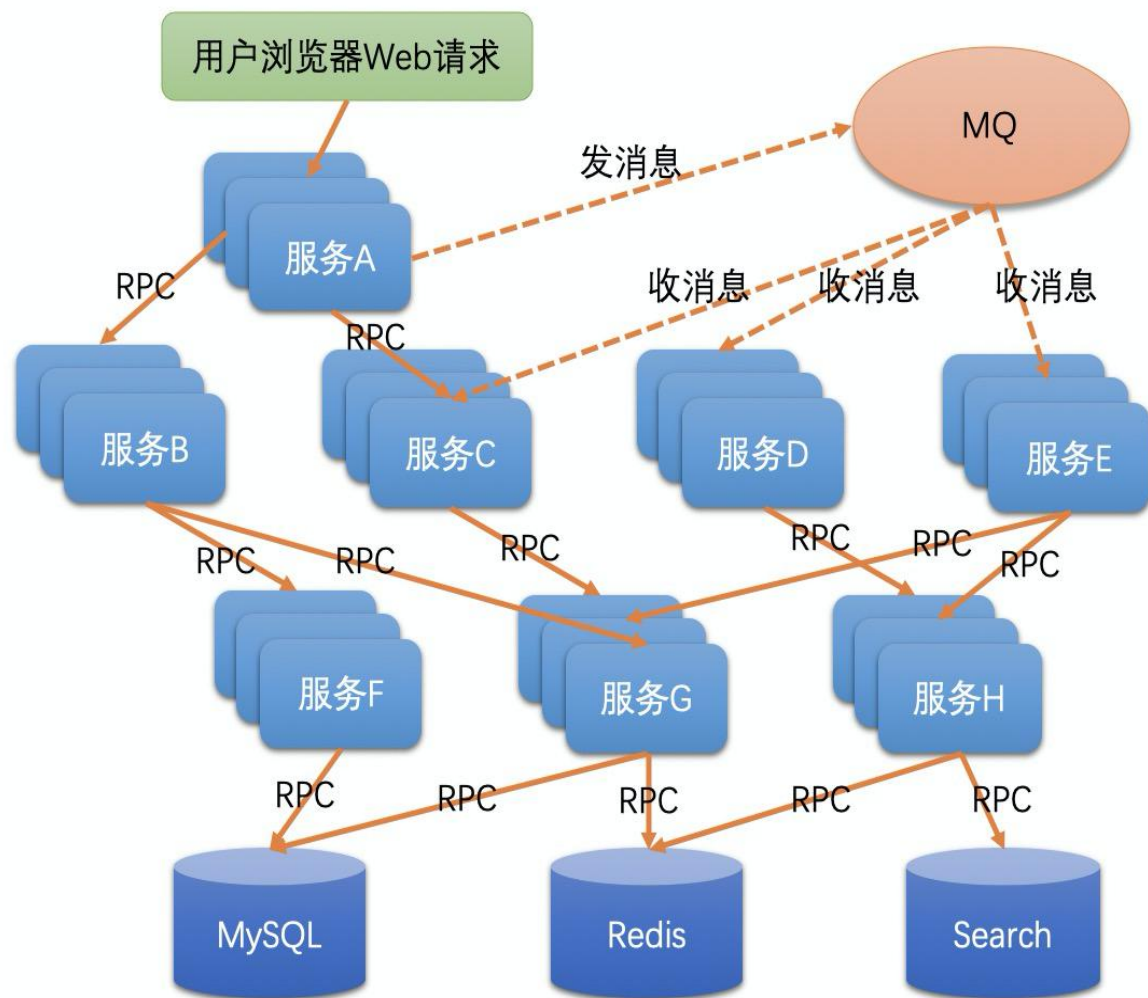 用户浏览器Web请求
MQ
发消息
服务A
RPC
收消息
收消息
收消息
RPC
服务B
服务C
服务D
服务E
RPC
RPC
RPC
RPC
RPC
RPC
服务F
服务G
服务H
RPC
RPC
RPC
RPC
RPC
MySQL
Redis
Search